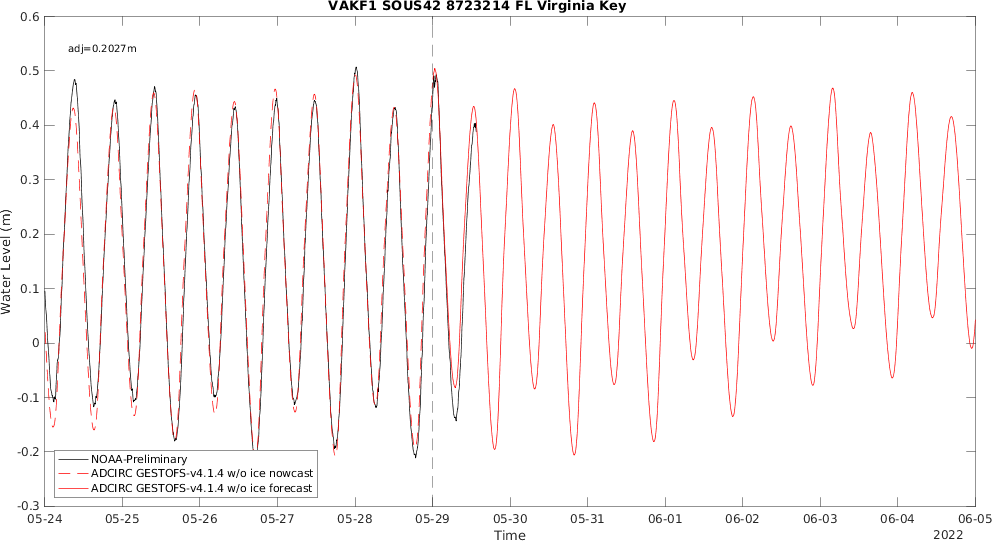 VAKF1 SOUS42 8723214 FL Virginia Key
adj=0.2027m
Water Level (m)
0.6
0.5
0.4
0.3
0.2
0.1
0
-0.1
-0.2
-0.3
NOAA-Preliminary
ADCIRC GESTOFS-v4.1.4 w/o ice nowcast
ADCIRC GESTOFS-v4.1.4 w/o ice forecast
05-24 05-25 05-26 05-27 05-28 05-29 05-30 05-31 06-01 06-02 06-03 06-04 06-05
Time
2022